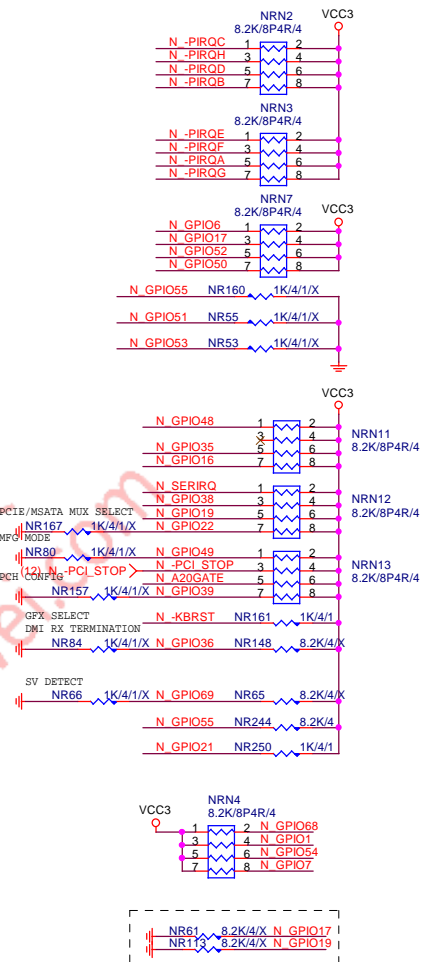 NRN2 VCC3
8.2K/8P4R/4
N_-PIRQC 1 2
N_-PIRQH 3 4
N_-PIRQD 5 6
N_-PIRQB 7 8
NRN3
8.2K/8P4R/4
N_-PIRQE 1 2
N_-PIRQF 3 4
N_-PIRQA 5 6
N_-PIRQG 7 8
NRN7
8.2K/8P4R/4 VCC3
N_GPIO6 1 2
N_GPIO17 3 4
N_GPIO52 5 6
N_GPIO50 7 8
N_GPIO55 NR160 1K/4/1/X
N_GPIO51 NR55 1K/4/1/X
N_GPIO53 NR53 1K/4/1/X
VCC3
N_GPIO48 1 2
3 4 NRN11
N_GPIO35 5 6 8.2K/8P4R/4
N_GPIO16 7 8
N_SERIRQ 1 2
N_GPIO38 3 4 NRN12
N_GPIO19 5 6 8.2K/8P4R/4
PCIE/MSATA MUX SELECT
NR167 1K/4/1/X N_GPIO22 7 8
MFG MODE
NR80 1K/4/1/X N_GPIO49 1 2
(12) N_-PCI_STOP N_-PCI_STOP 3 4 NRN13
PCH CONFIG N_A20GATE 5 6 8.2K/8P4R/4
NR157 1K/4/1/X N_GPIO39 7 8
GFX SELECT N_-KBRST NR161 1K/4/1
DMI RX TERMINATION
NR84 1K/4/1/X N_GPIO36 NR148 8.2K/4/X
SV DETECT
NR66 1K/4/1/X N_GPIO69 NR65 8.2K/4/X
N_GPIO55 NR244 8.2K/4
N_GPIO21 NR250 1K/4/1
NRN4
VCC3 8.2K/8P4R/4
1 2 N_GPIO68
3 4 N_GPIO1
5 6 N_GPIO54
7 8 N_GPIO7
NR61 8.2K/4/X N_GPIO17
NR113 8.2K/4/X N_GPIO19